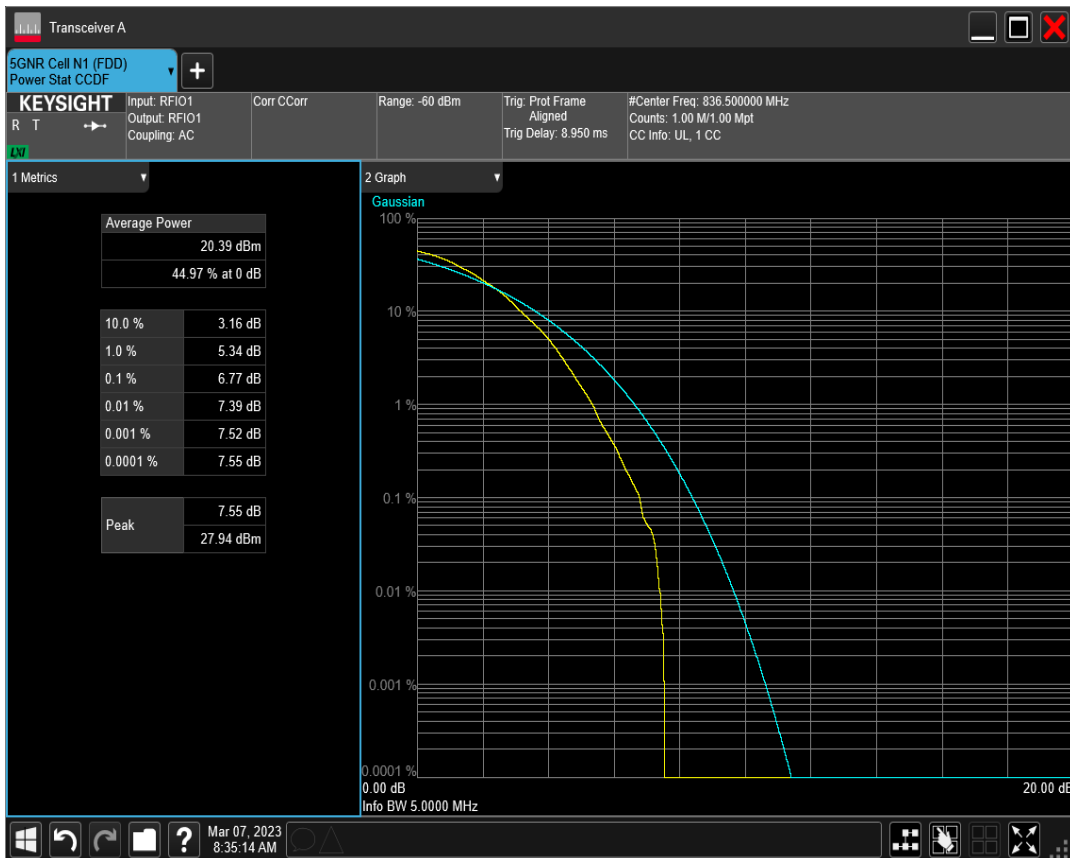 Transceiver A
5GNR Cell N1 (FDD)
Power Stat CCDF
KEYSIGHT
R T
LXI
Input: RFIO1
Output: RFIO1
Coupling: AC
Corr CCorr
Range: -60 dBm
Trig: Prot Frame
Aligned
Trig Delay: 8.950 ms
#Center Freq: 836.500000 MHz
Counts: 1.00 M/1.00 Mpt
CC Info: UL, 1 CC
1 Metrics
Average Power
20.39 dBm
44.97 % at 0 dB
10.0 % 3.16 dB
1.0 % 5.34 dB
0.1 % 6.77 dB
0.01 % 7.39 dB
0.001 % 7.52 dB
0.0001 % 7.55 dB
Peak
7.55 dB
27.94 dBm
2 Graph
Gaussian
100 %
10 %
1 %
0.1 %
0.01 %
0.001 %
0.0001 %
0.00 dB 20.00 dB
Info BW 5.0000 MHz
?
Mar 07, 2023
8:35:14 AM